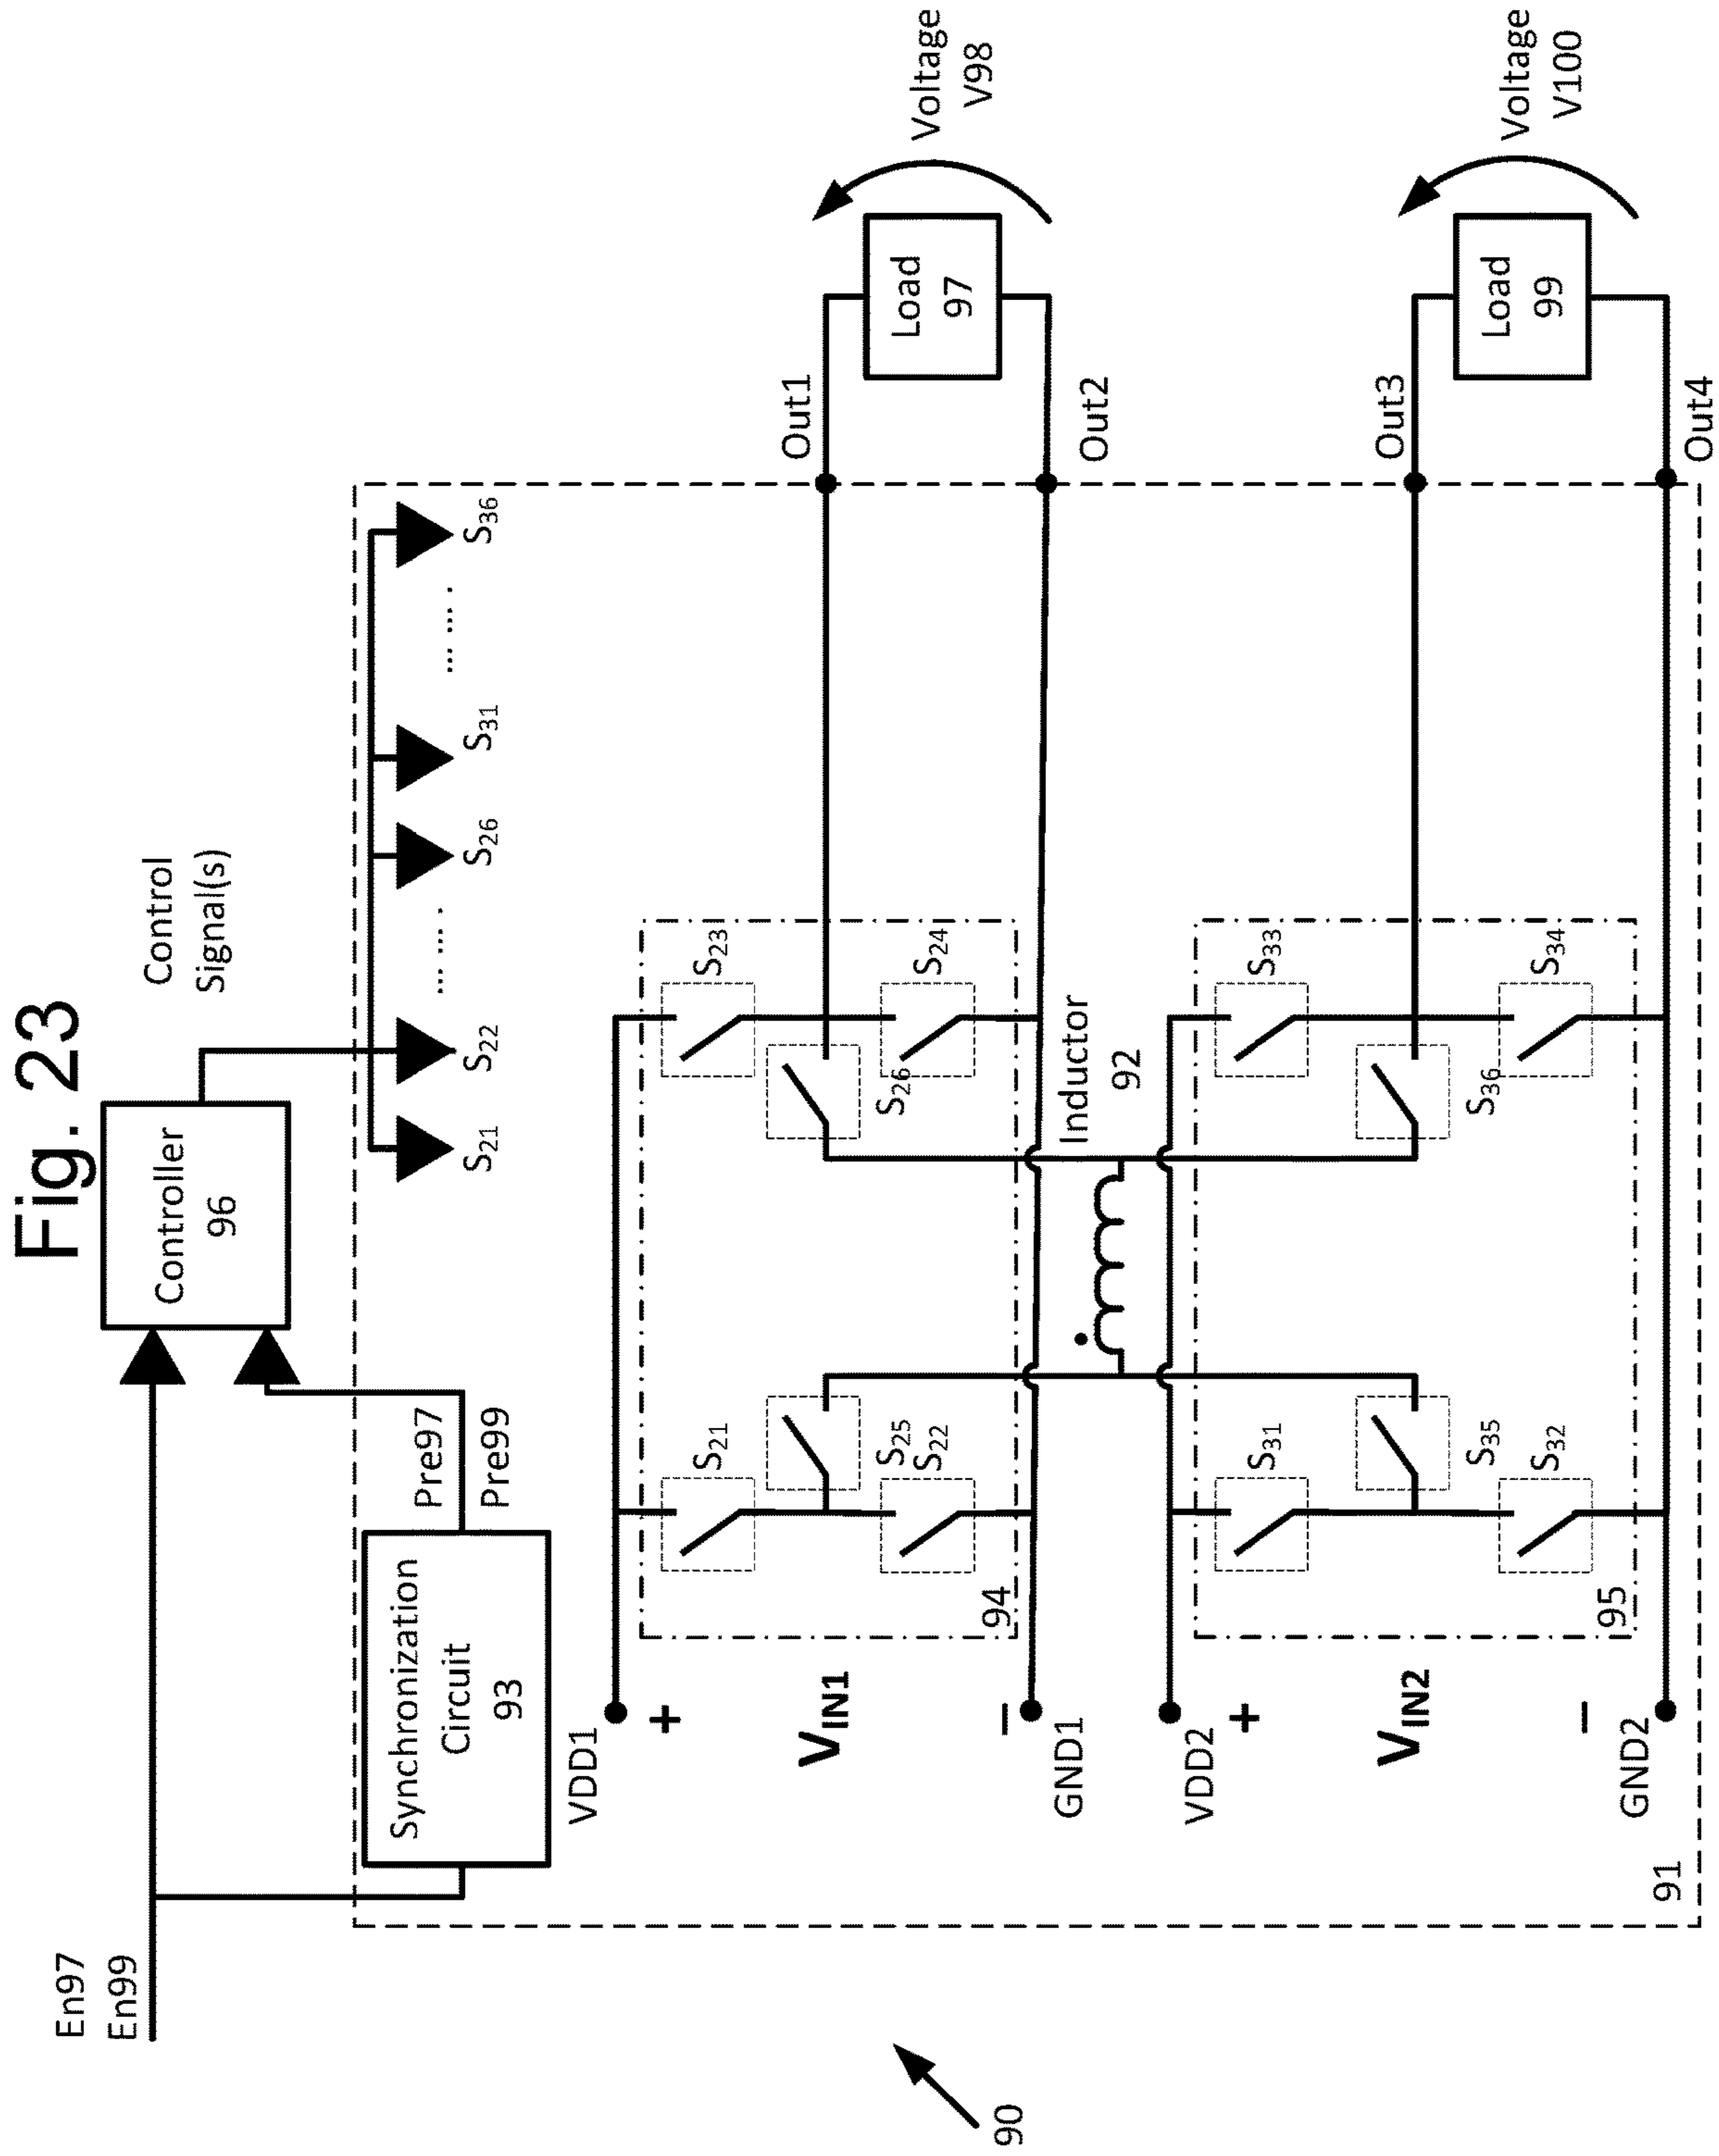 Fig. 23
En97
En99
Controller
96
Control
Signal(s)
Synchronization
Circuit
93
Pre97
Pre99
S21
S22
... ... .
S26
S31
... ... .
S36
VDD1
+
VIN1
–
GND1
94
S21
S25
S22
S23
S26
S24
Out1
Out2
Load
97
Voltage
V98
Inductor
92
VDD2
+
VIN2
–
GND2
95
S31
S35
S32
S33
S36
S34
Out3
Out4
Load
99
Voltage
V100
91
90